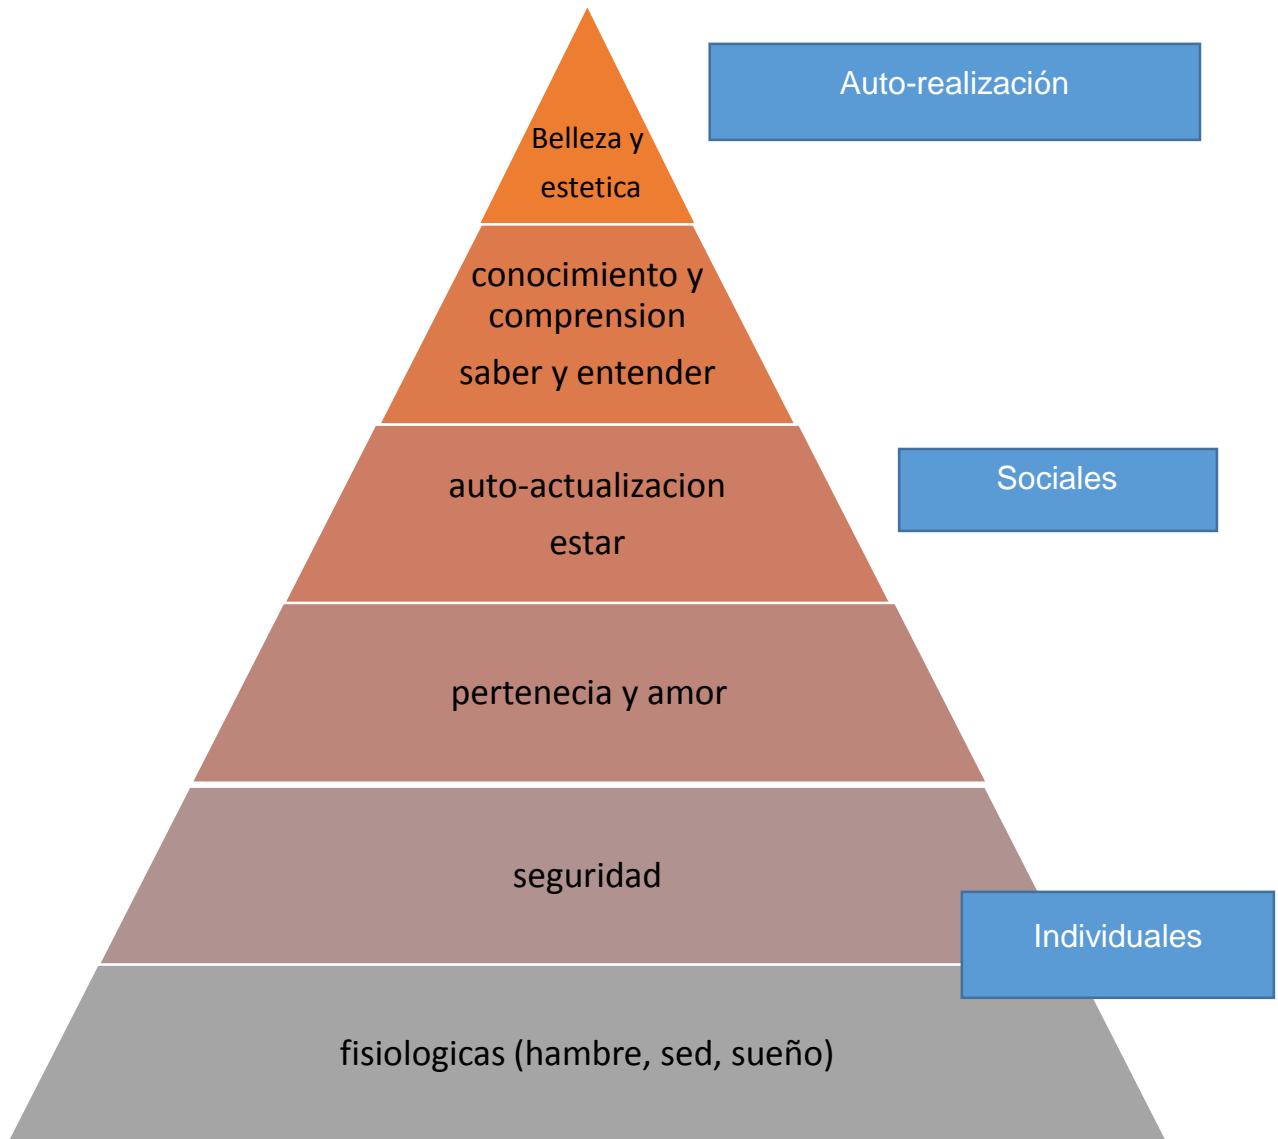 Auto-realización
Belleza y
estetica
conocimiento y
comprension
saber y entender
Sociales
auto-actualizacion
estar
pertenecia y amor
seguridad
Individuales
fisiologicas (hambre, sed, sueño)